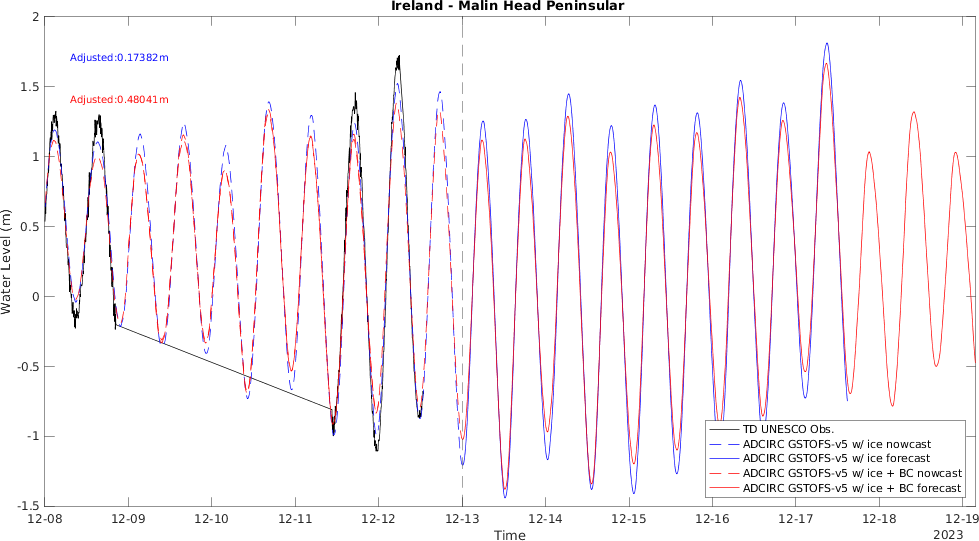 Ireland - Malin Head Peninsular
2
1.5
1
0.5
0
-0.5
-1
-1.5
Water Level (m)
Adjusted:0.17382m
Adjusted:0.48041m
TD UNESCO Obs.
ADCIRC GSTOFS-v5 w/ ice nowcast
ADCIRC GSTOFS-v5 w/ ice forecast
ADCIRC GSTOFS-v5 w/ ice + BC nowcast
ADCIRC GSTOFS-v5 w/ ice + BC forecast
12-08 12-09 12-10 12-11 12-12 12-13 12-14 12-15 12-16 12-17 12-18 12-19
Time
2023